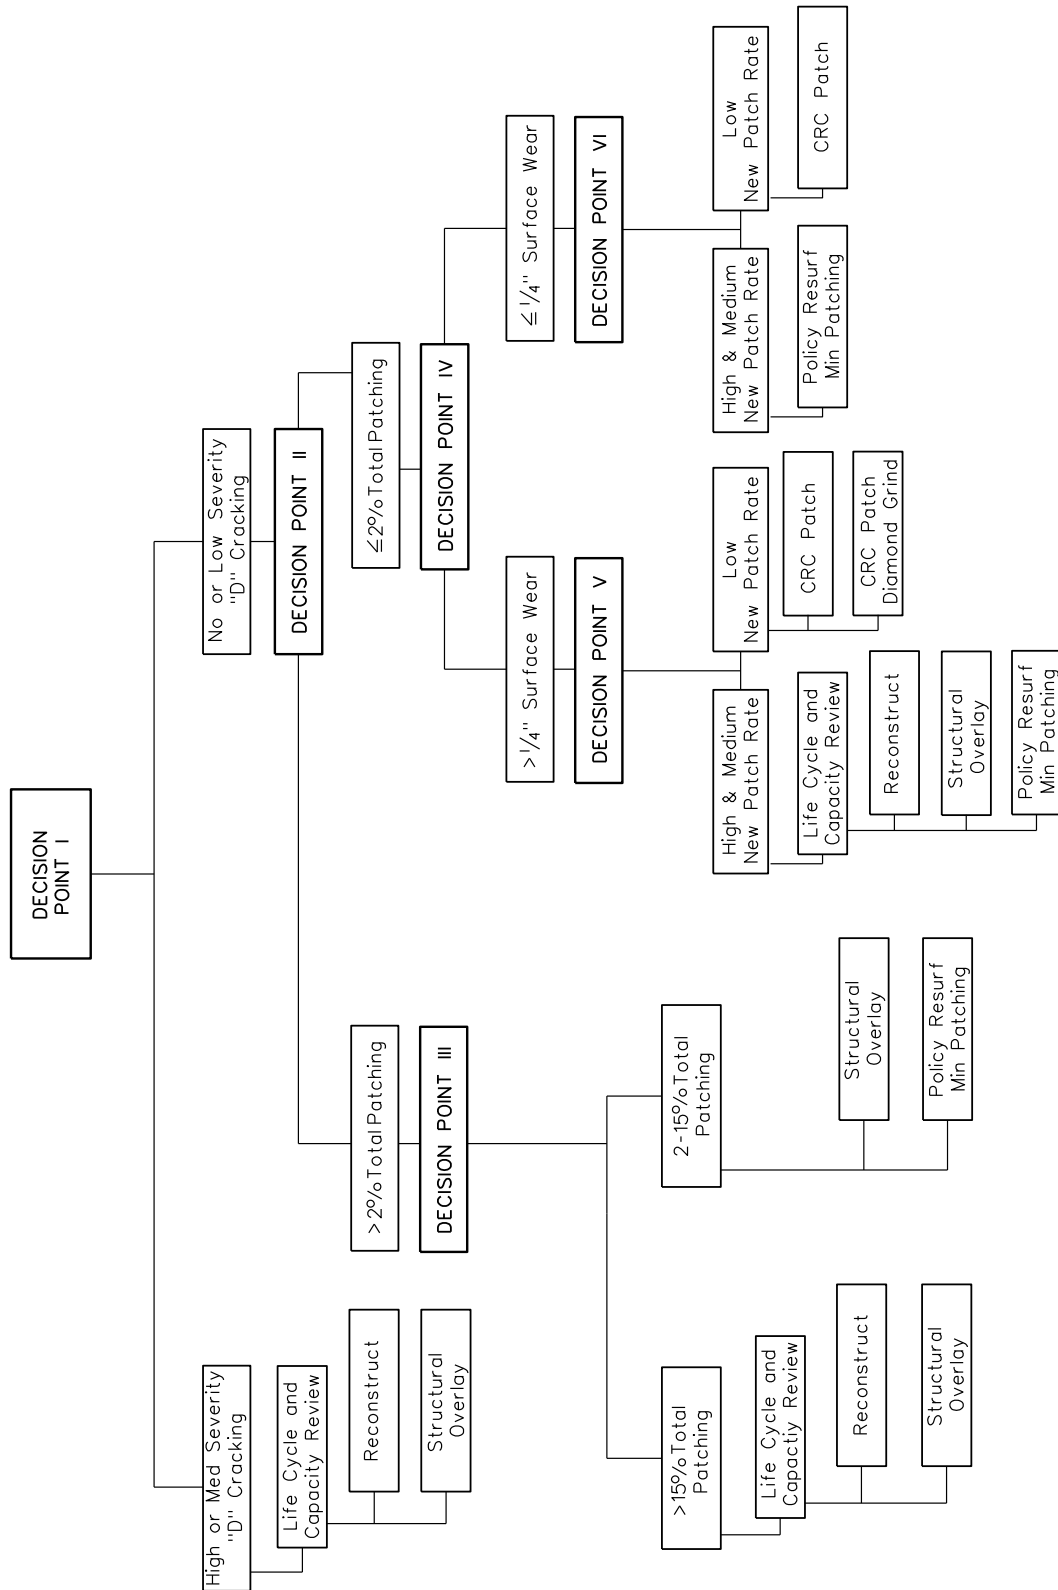 DECISION
POINT I
High or Med Severity
"D" Cracking
Life Cycle and
Capacity Review
Reconstruct
Structural
Overlay
No or Low Severity
"D" Cracking
DECISION POINT II
>2% Total Patching
DECISION POINT III
>15% Total
Patching
Life Cycle and
Capactiy Review
Reconstruct
Structural
Overlay
2-15% Total
Patching
Structural
Overlay
Policy Resurf
Min Patching
≤2% Total Patching
DECISION POINT IV
>1/4" Surface Wear
DECISION POINT V
High & Medium
New Patch Rate
Life Cycle and
Capacity Review
Reconstruct
Structural
Overlay
Policy Resurf
Min Patching
Low
New Patch Rate
CRC Patch
CRC Patch
Diamond Grind
≤1/4" Surface Wear
DECISION POINT VI
High & Medium
New Patch Rate
Policy Resurf
Min Patching
Low
New Patch Rate
CRC Patch